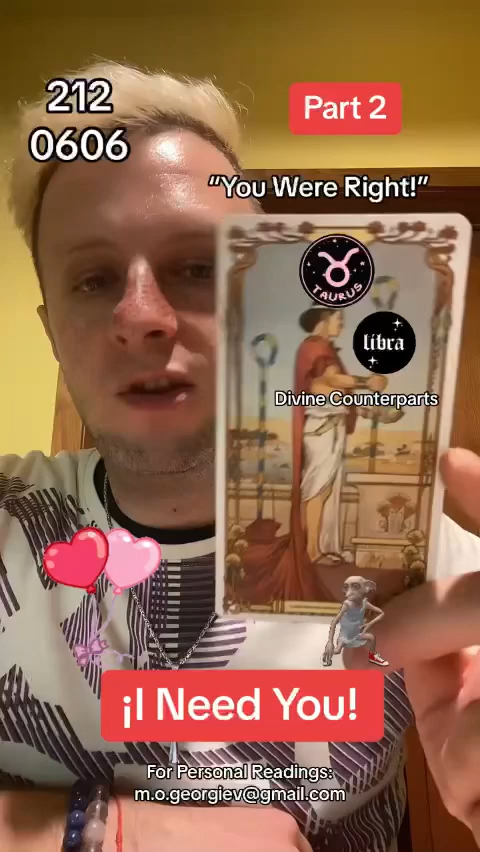 212
0606
Part 2
“You Were Right!”
TAURUS
libra
Divine Counterparts
¡I Need You!
For Personal Readings:
m.o.georgiev@gmail.com